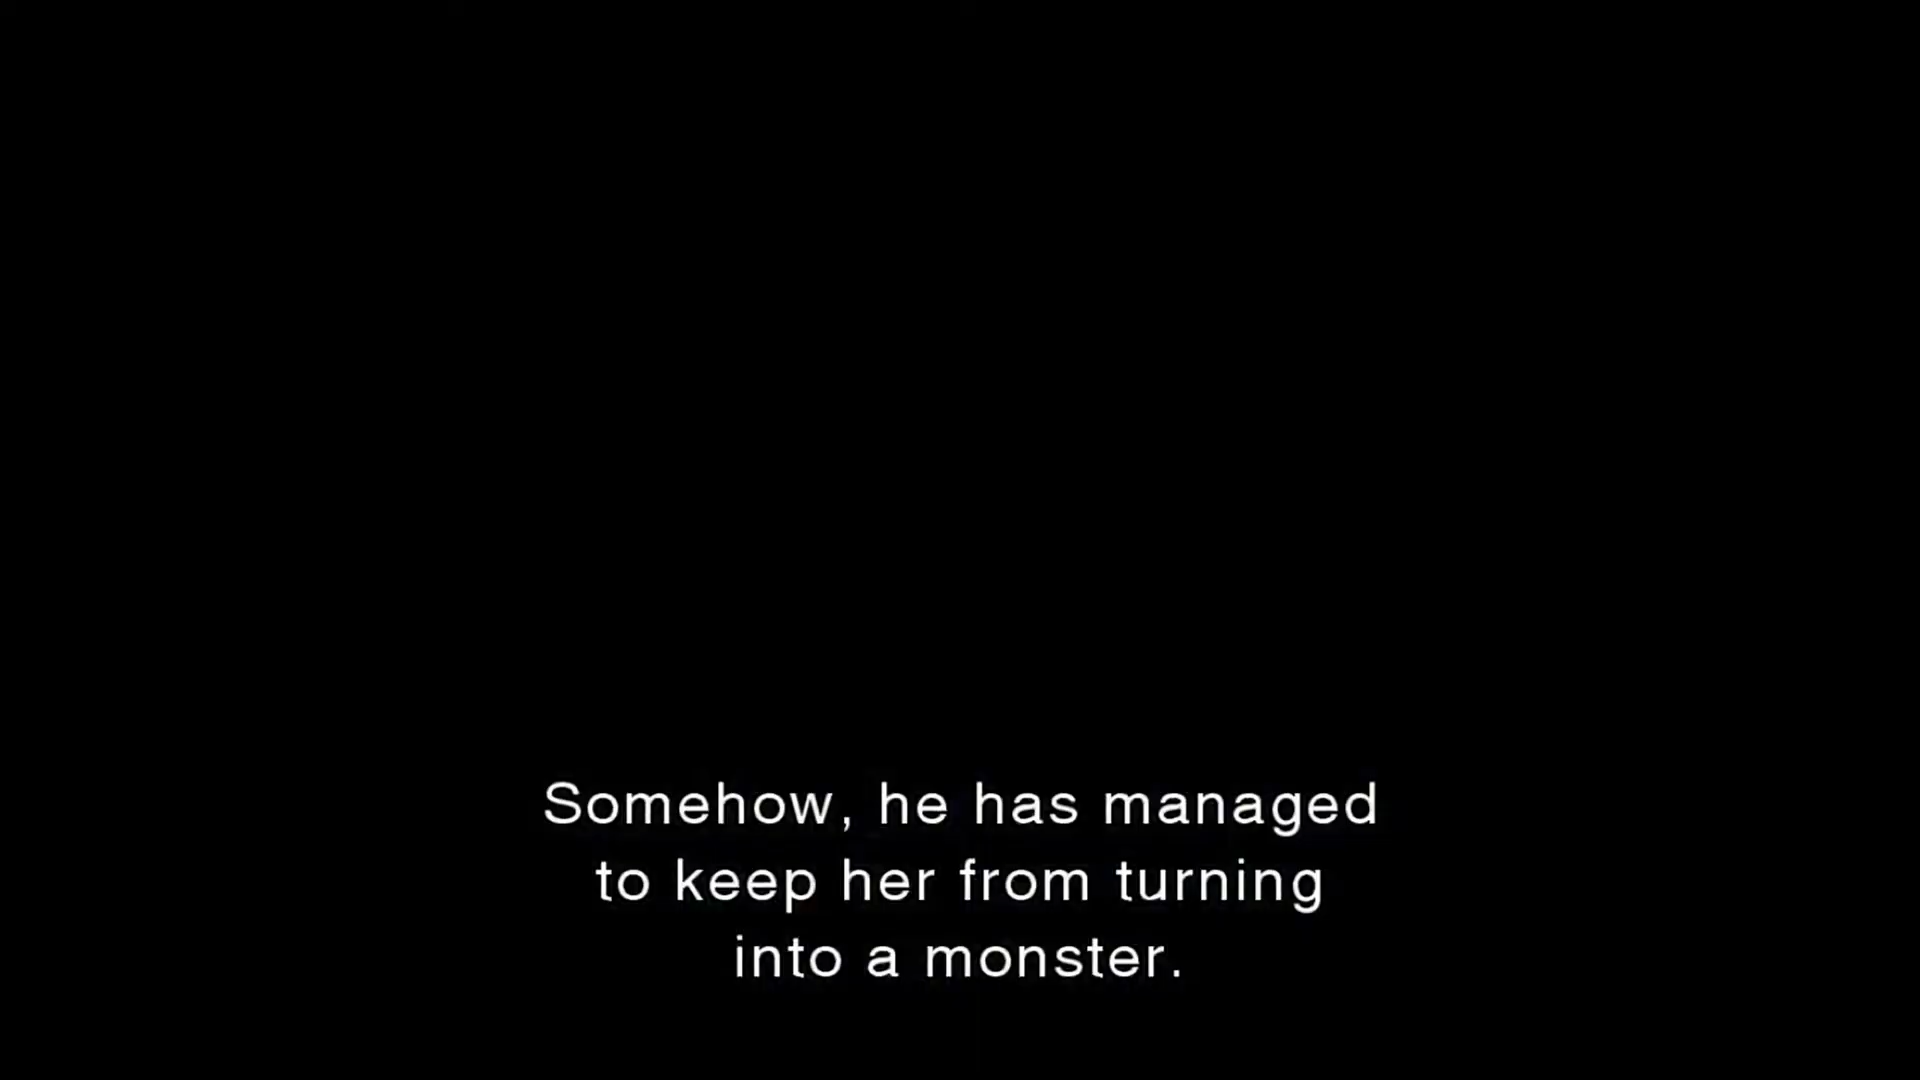 Somehow, he has managed
to keep her from turning
into a monster.